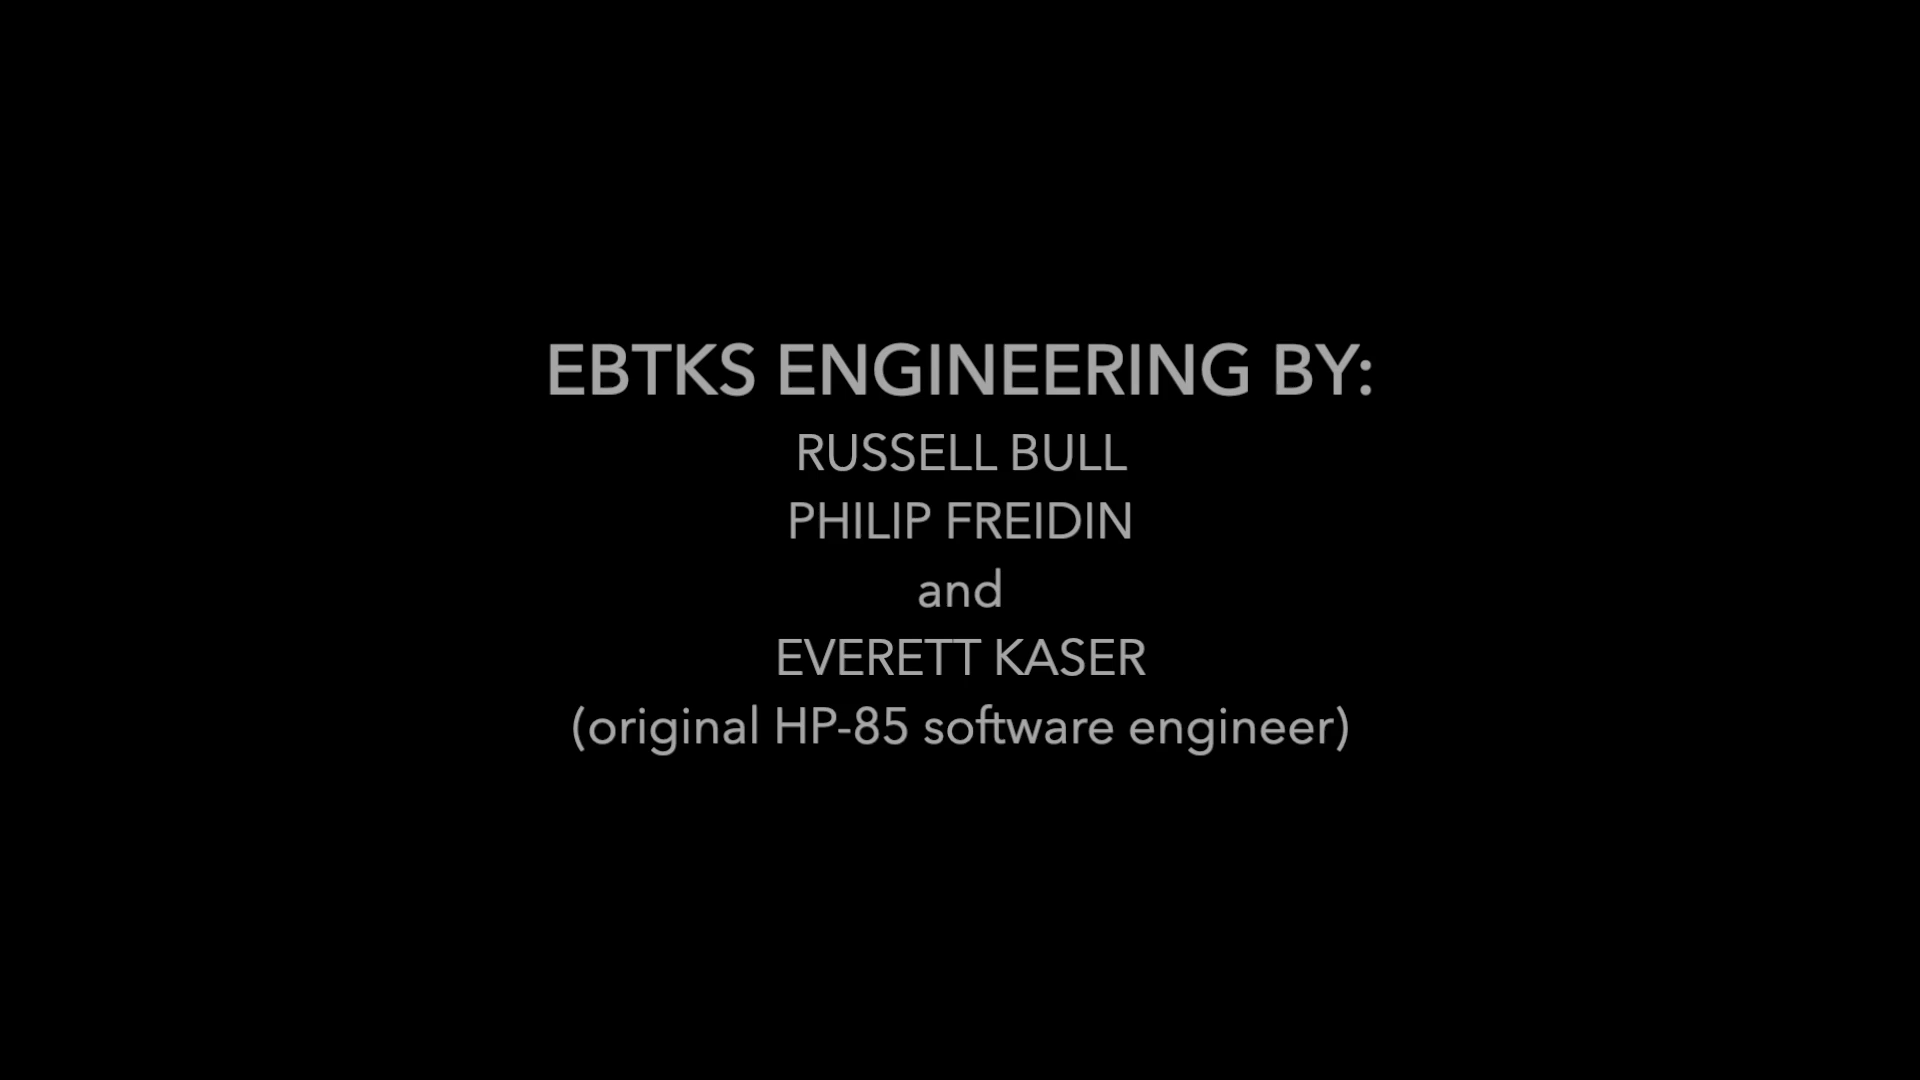 EBTKS ENGINEERING BY:
RUSSELL BULL
PHILIP FREIDIN
and
EVERETT KASER
(original HP-85 software engineer)